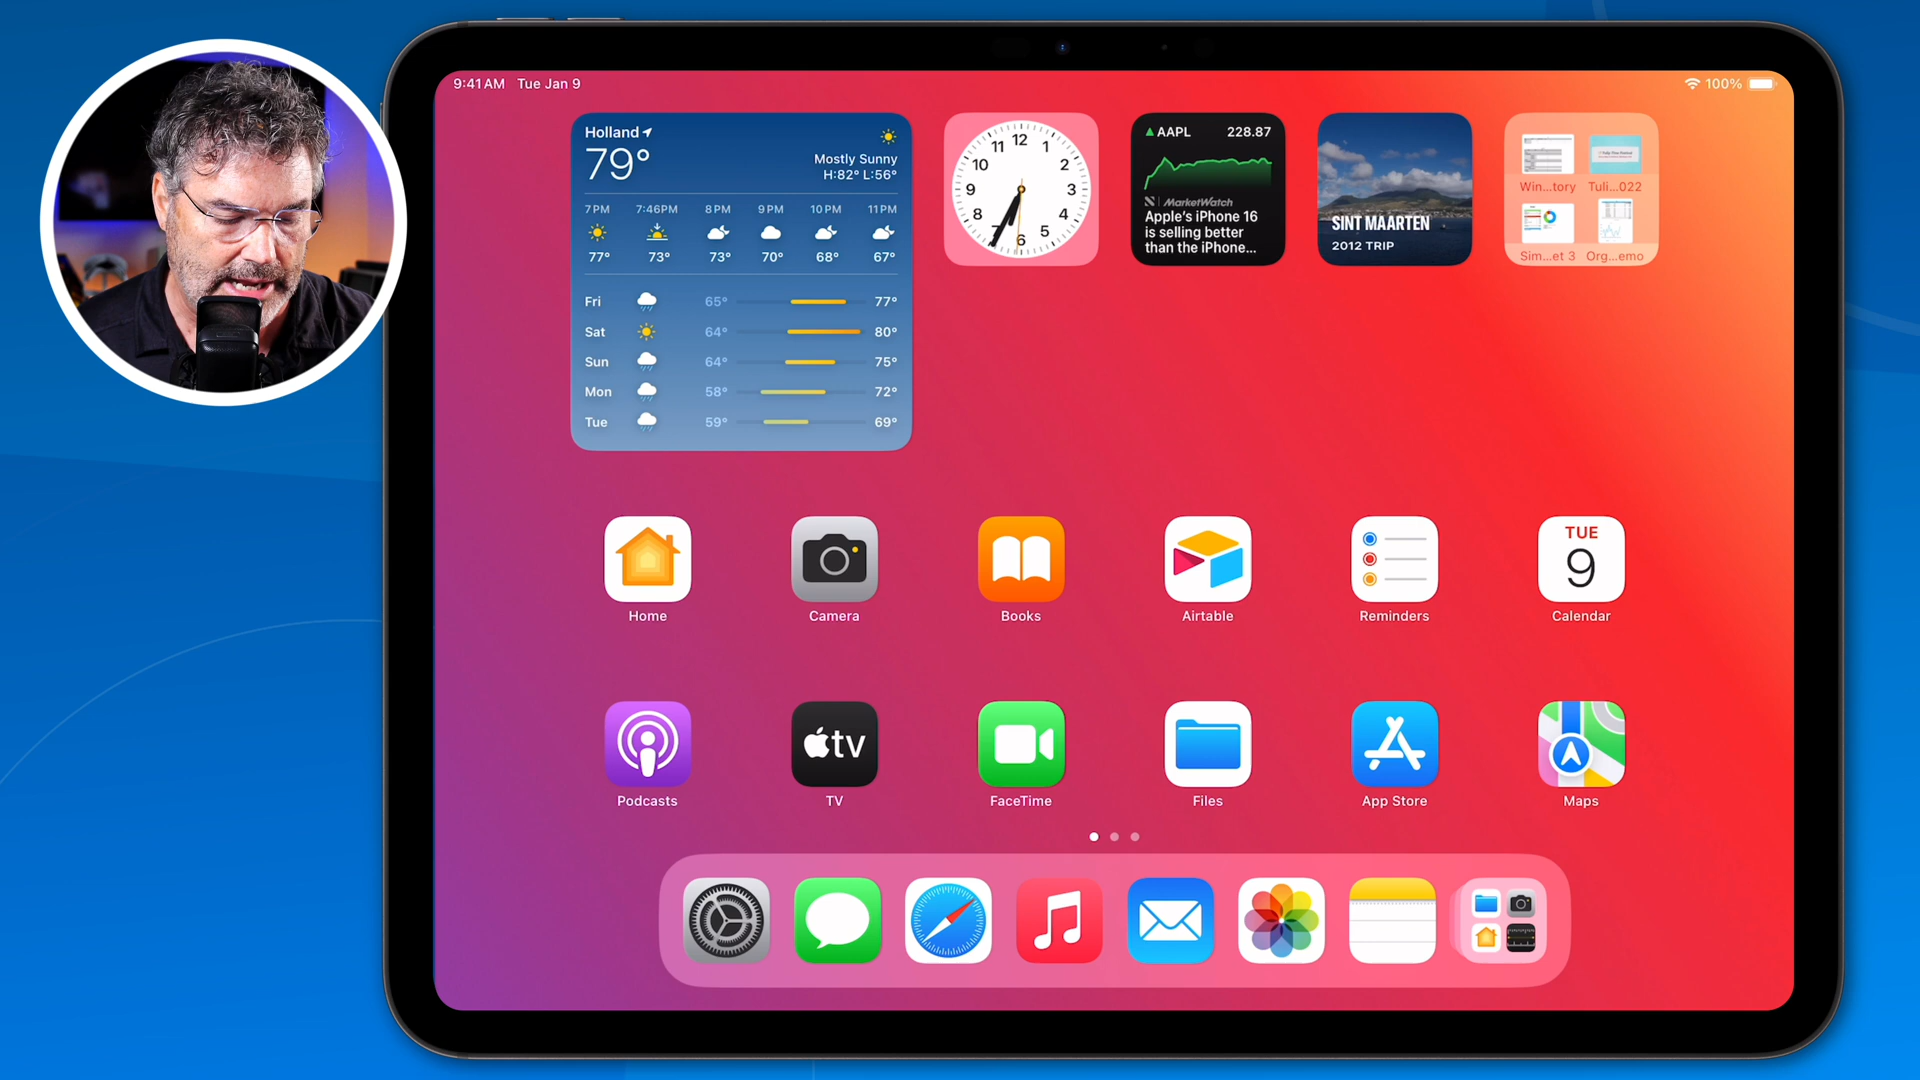 9:41 AM Tue Jan 9
100%
Holland
79°
Mostly Sunny
H:82° L:56°
7PM 7:46PM 8PM 9PM 10PM 11PM
77° 73° 73° 70° 68° 67°
Fri 65° 77°
Sat 64° 80°
Sun 64° 75°
Mon 58° 72°
Tue 59° 69°
12 1 2 3 4 5 6 7 8 9 10 11
AAPL 228.87
MarketWatch
Apple's iPhone 16
is selling better
than the iPhone...
SINT MAARTEN
2012 TRIP
Win...tory Tuli...022
Sim...et 3 Org...emo
TUE
9
Home Camera Books Airtable Reminders Calendar
tv
Podcasts TV FaceTime Files App Store Maps